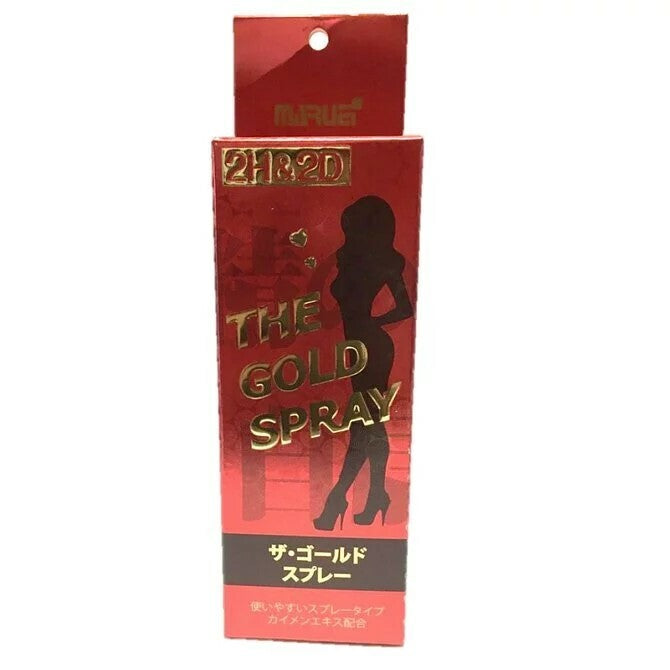 MARUEI
2H&2D
THE
GOLD
SPRAY
ザ・ゴールド
スプレー
使いやすいスプレータイプ
カイメンエキス配合